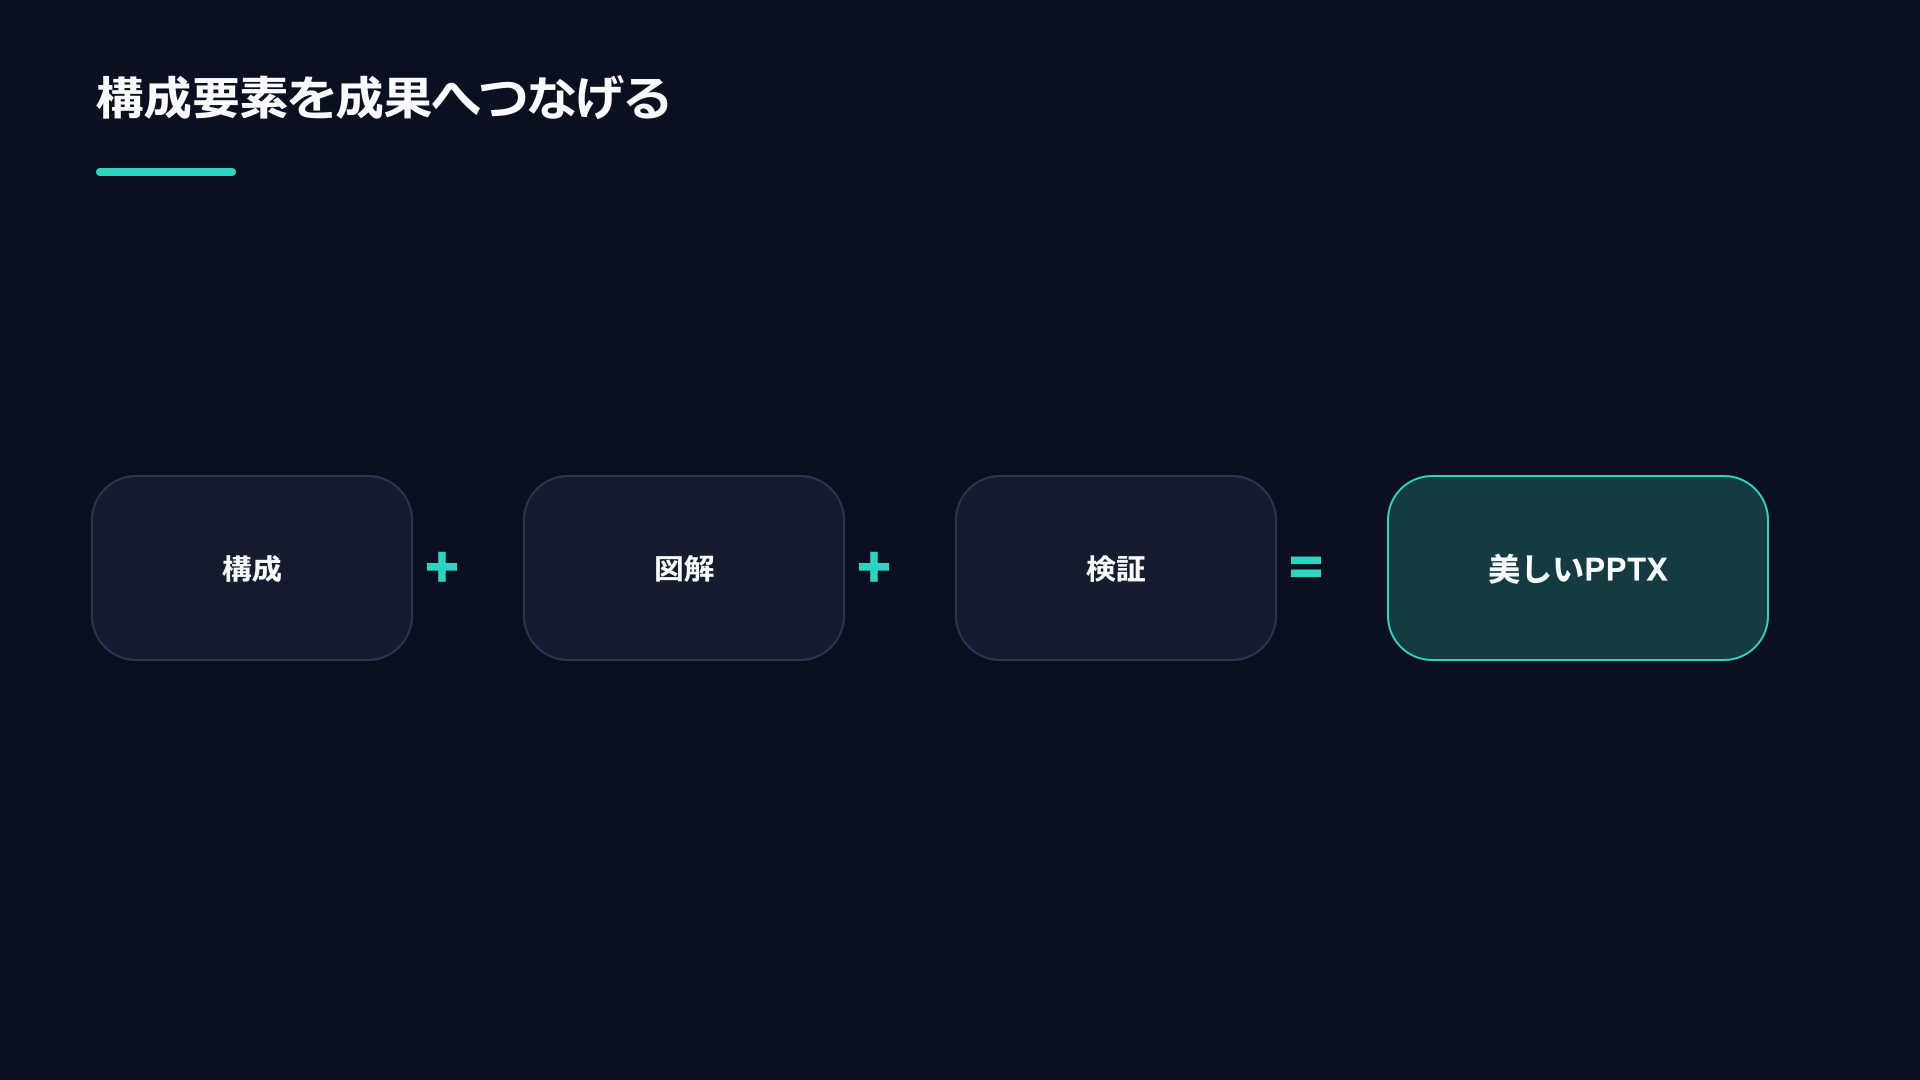 構成要素を成果へつなげる
構成 + 図解 + 検証 = 美しいPPTX